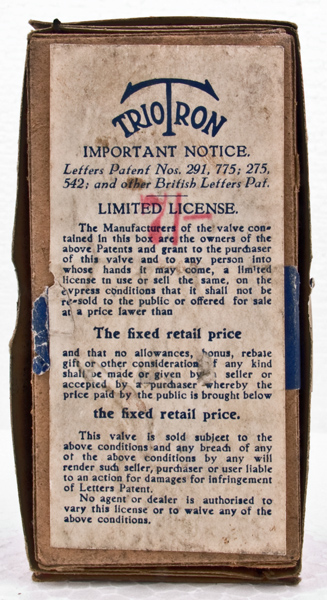 TRIOTRON
IMPORTANT NOTICE.
Letters Patent Nos. 291, 775; 275,
542; and other British Letters Pat.
LIMITED LICENSE.
7/-
The Manufacturers of the valve con-
tained in this box are the owners of the
above Patents and grant to the purchaser
of this valve and to any person into
whose hands it may come, a limited
license tn use or sell the same, on the
express conditions that it shall not be
re-sold to the public or offered for sale
at a price lawer than
The fixed retail price
and that no allowances, bonus, rebate
gift or other consideration of any kind
shall be made or given by a seller or
accepted by a purchaser whereby the
price paid by the public is brought below
the fixed retail price.
This valve is sold subject to the
above conditions and any breach of any
of the above conditions by any will
render such seller, purchaser or user liable
to an action for damages for infringement
of Letters Patent.
No agent or dealer is authorised to
vary this license or to waive any of the
above conditions.